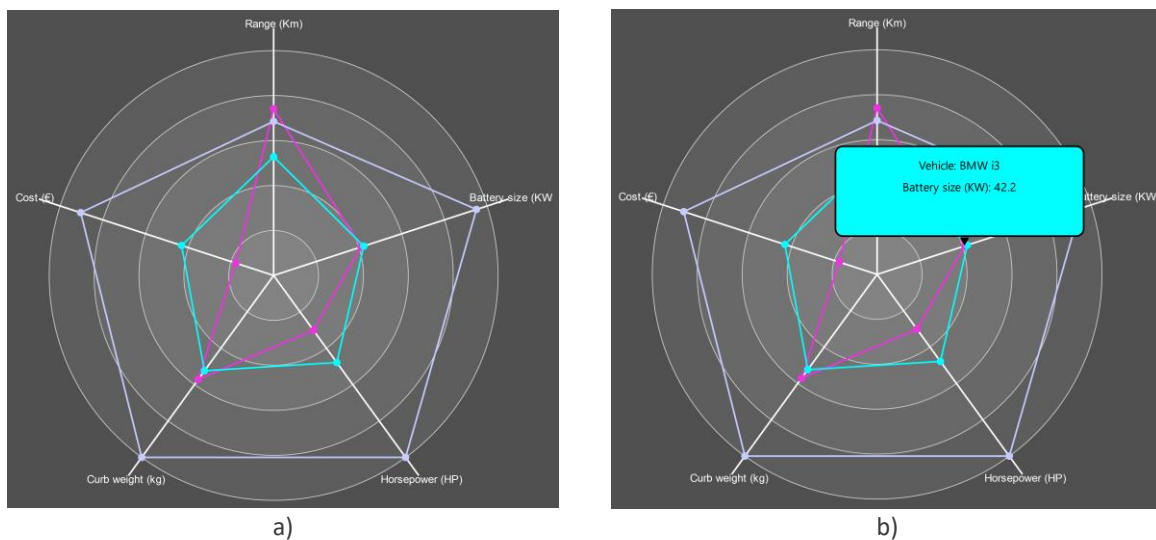 Range (Km)
Cost (£)
Battery size (KW
Curb weight (kg)
Horsepower (HP)
a)
Range (Km)
Vehicle: BMW i3
Battery size (KW): 42.2
Cost (£)
ttery size (KW)
Curb weight (kg)
Horsepower (HP)
b)